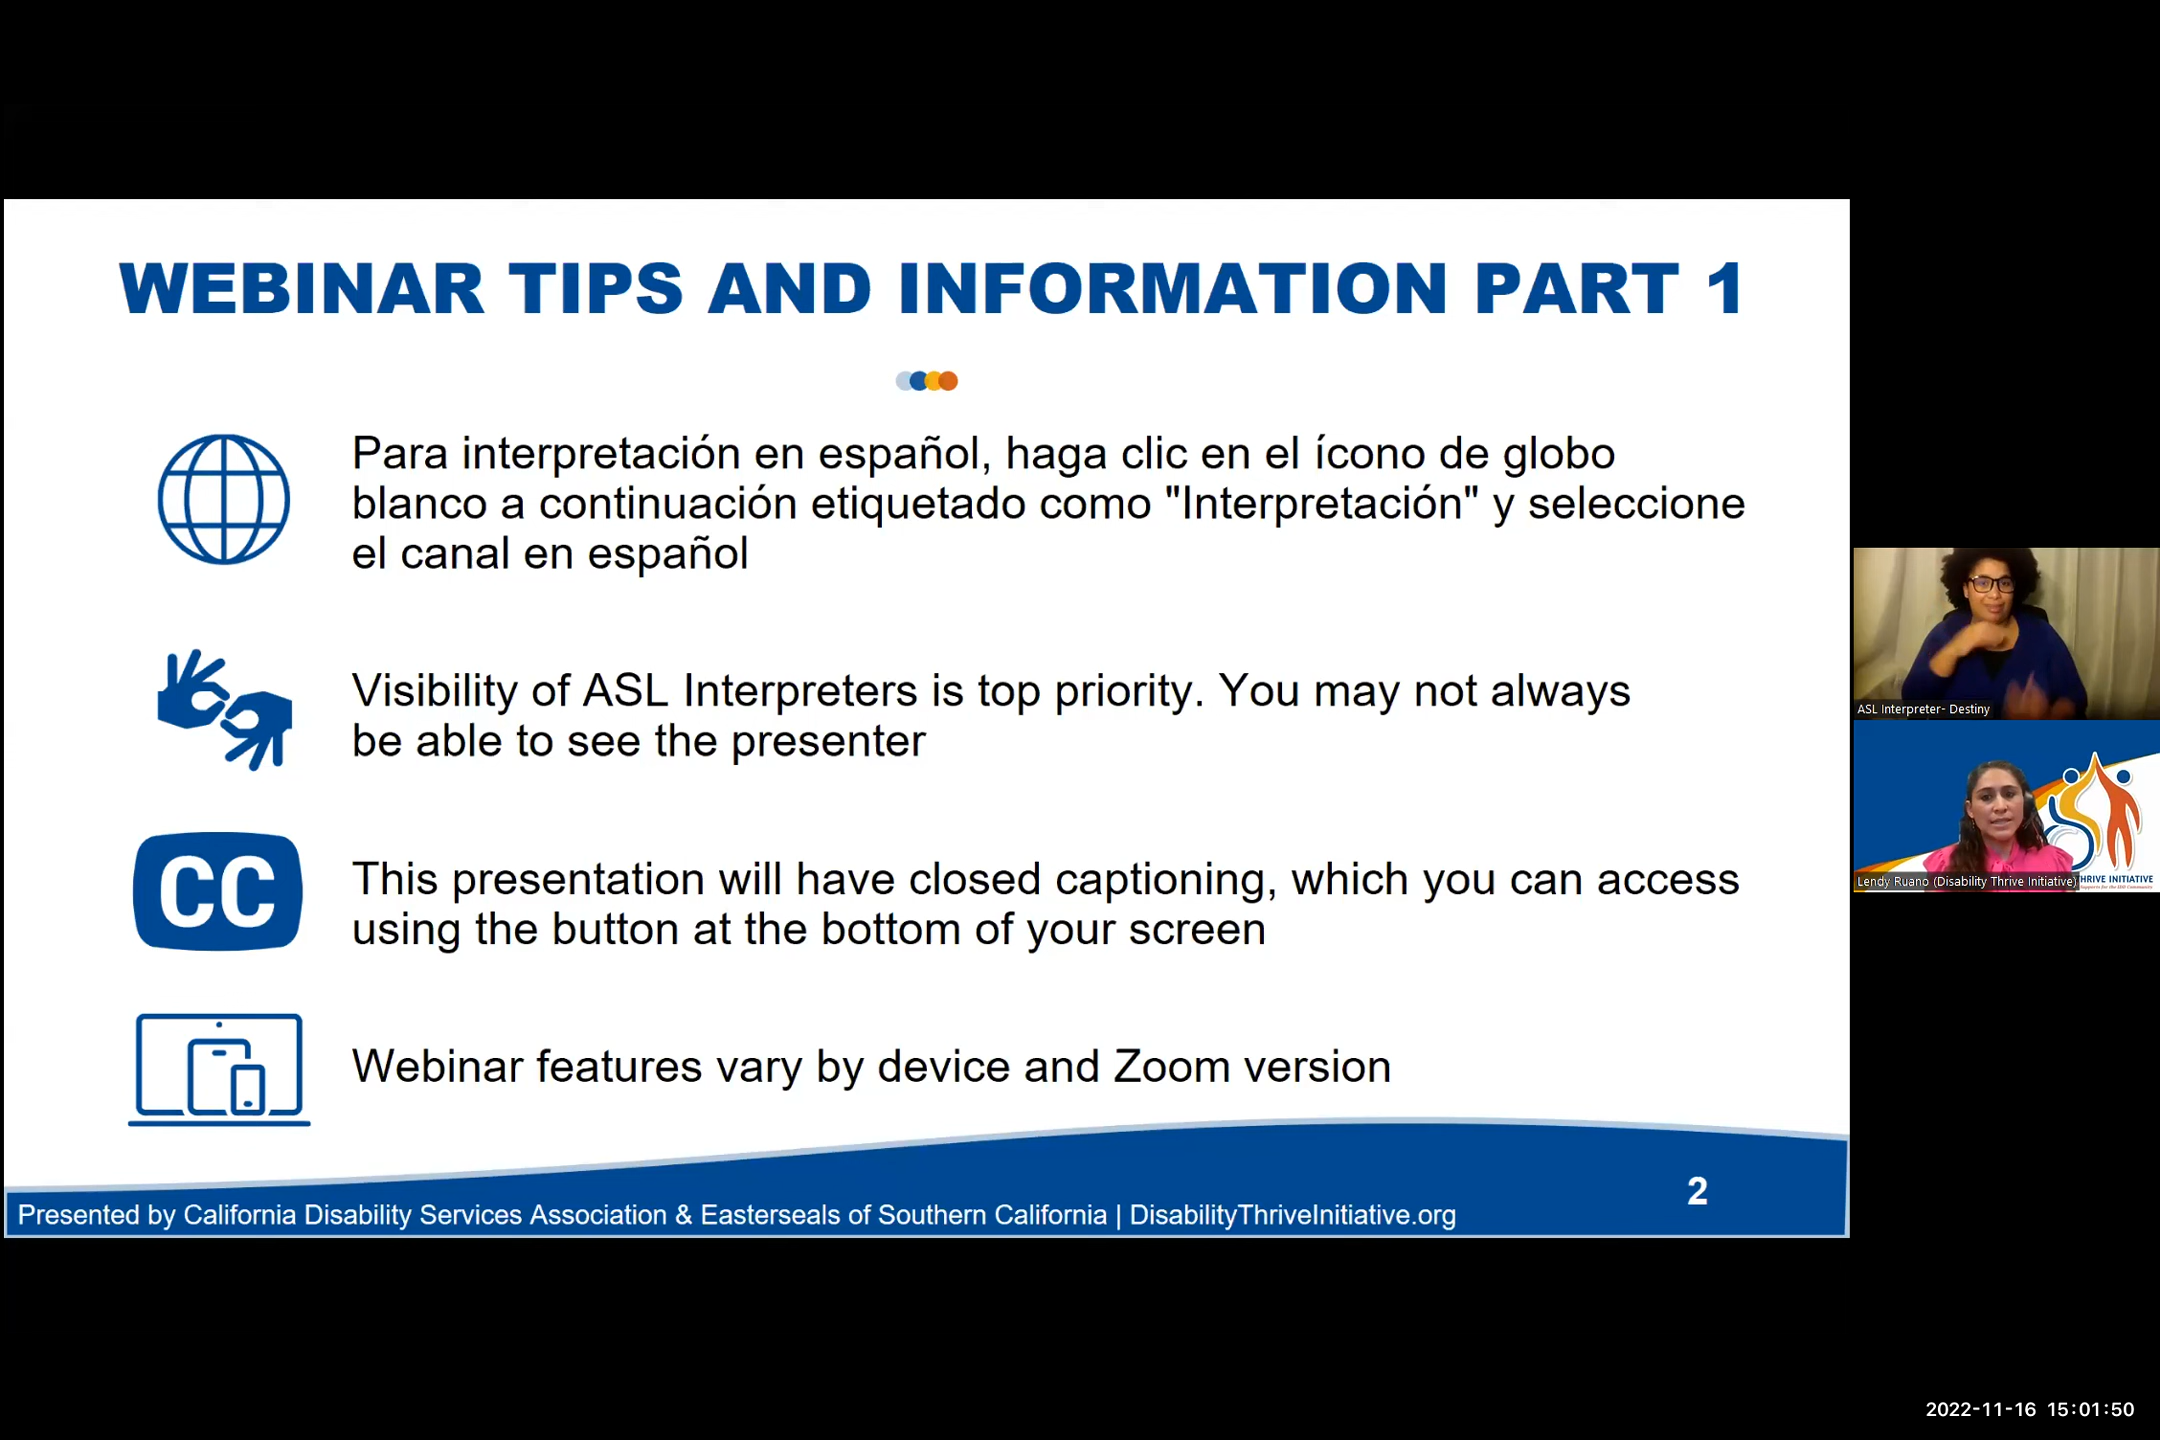 WEBINAR TIPS AND INFORMATION PART 1
Para interpretación en español, haga clic en el ícono de globo
blanco a continuación etiquetado como "Interpretación" y seleccione
el canal en español
Visibility of ASL Interpreters is top priority. You may not always
be able to see the presenter
CC
This presentation will have closed captioning, which you can access
using the button at the bottom of your screen
Webinar features vary by device and Zoom version
2
Presented by California Disability Services Association & Easterseals of Southern California | DisabilityThriveInitiative.org
ASL Interpreter- Destiny
Lendy Ruano (Disability Thrive Initiative)
THRIVE INITIATIVE
2022-11-16 15:01:50